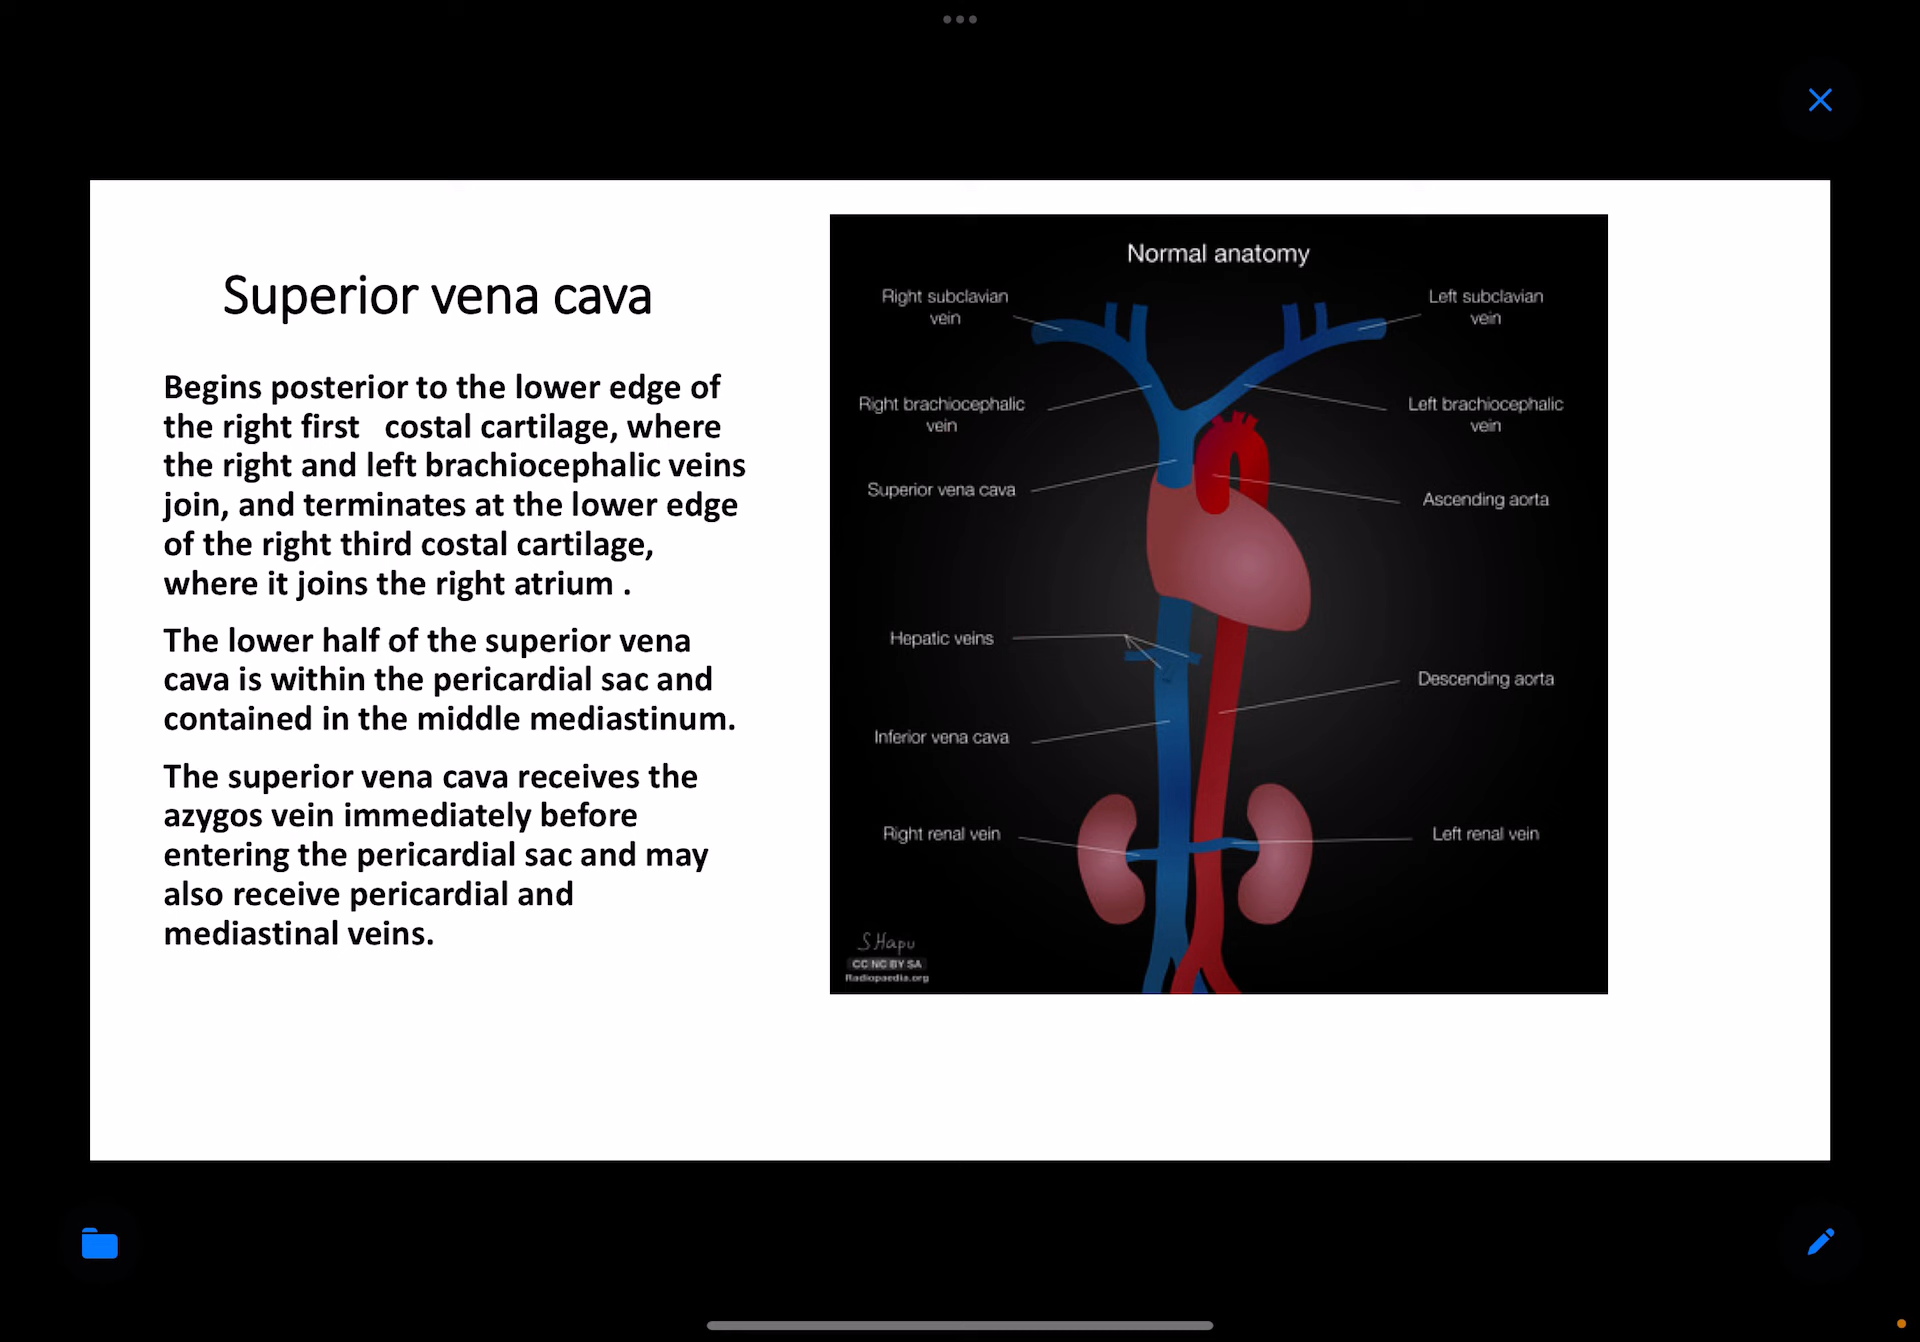 Superior vena cava
Begins posterior to the lower edge of
the right first costal cartilage, where
the right and left brachiocephalic veins
join, and terminates at the lower edge
of the right third costal cartilage,
where it joins the right atrium .
The lower half of the superior vena
cava is within the pericardial sac and
contained in the middle mediastinum.
The superior vena cava receives the
azygos vein immediately before
entering the pericardial sac and may
also receive pericardial and
mediastinal veins.
Normal anatomy
Right subclavian
vein
Left subclavian
vein
Right brachiocephalic
vein
Left brachiocephalic
vein
Superior vena cava
Ascending aorta
Hepatic veins
Descending aorta
Inferior vena cava
Right renal vein
Left renal vein
S.Hapu
CC NC BY SA
Radiopaedia.org